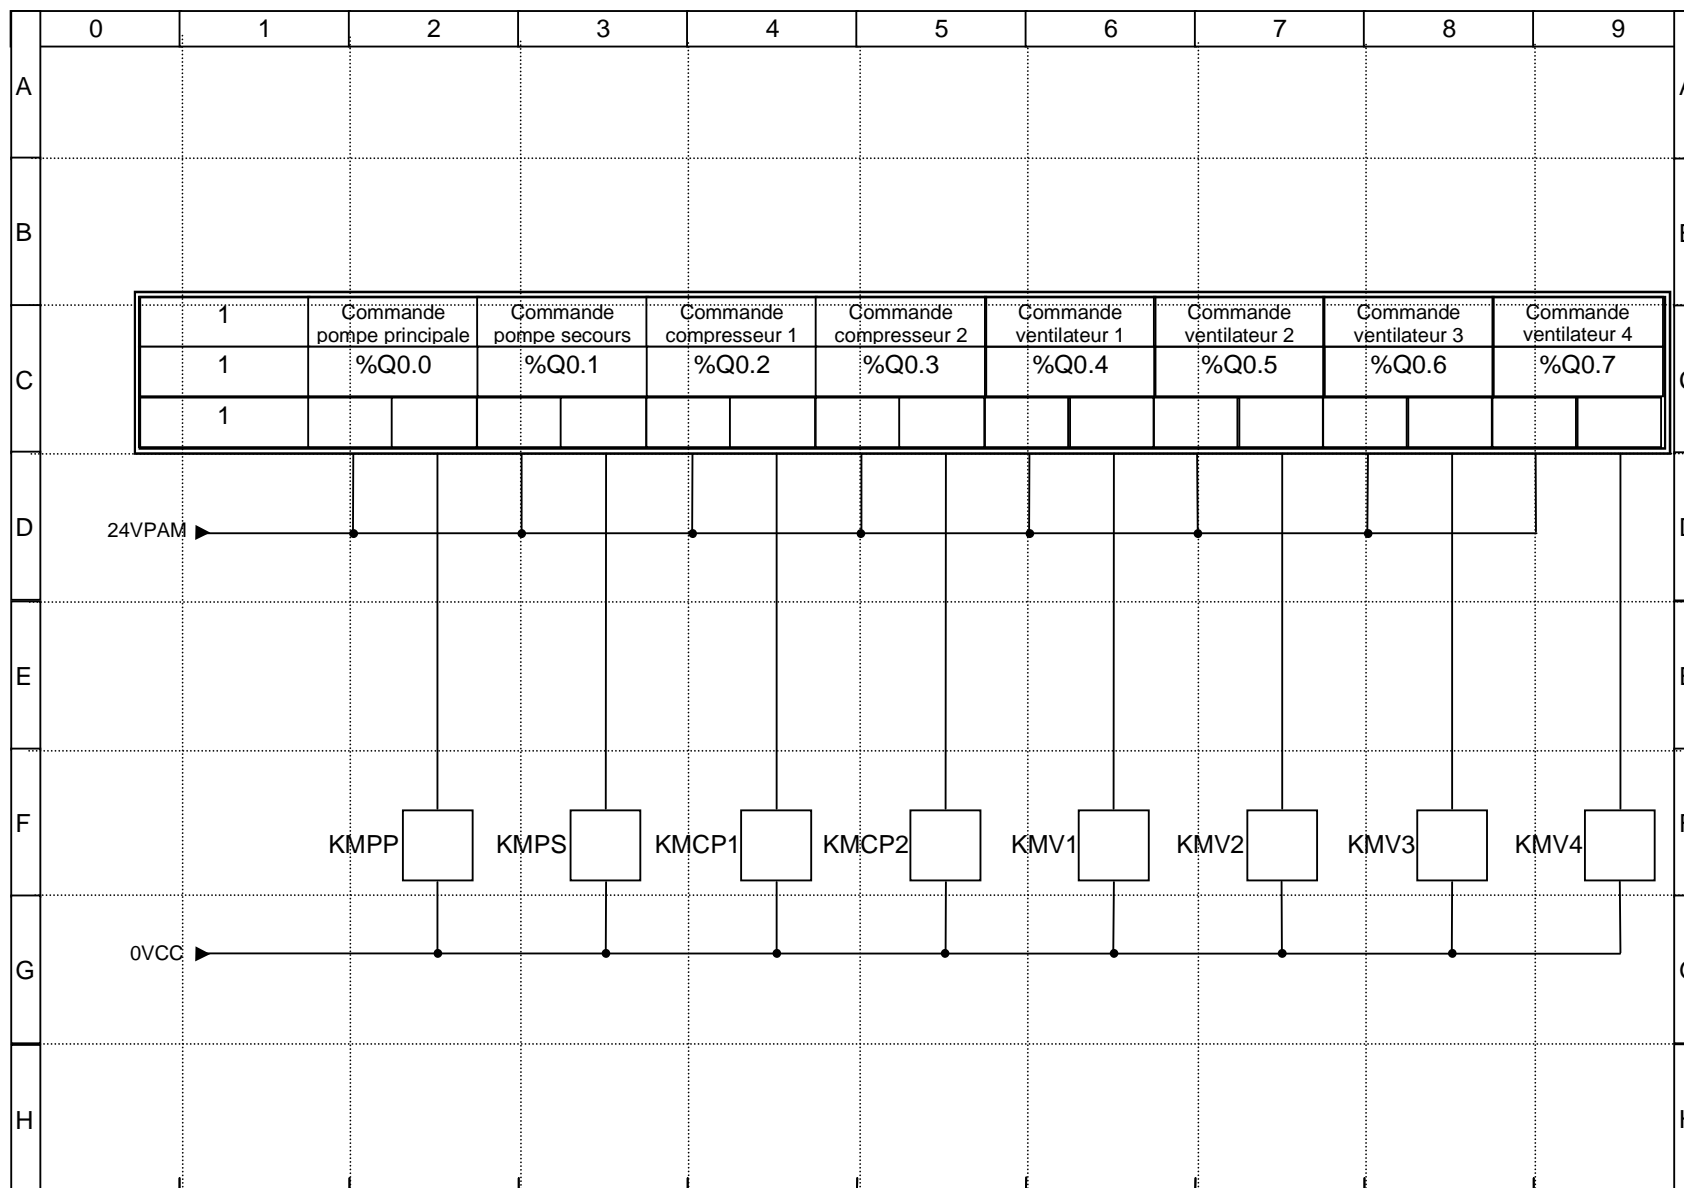 0 1 2 3 4 5 6 7 8 9
A
B
1 Commande Commande Commande Commande Commande Commande Commande Commande
pompe principale pompe secours compresseur 1 compresseur 2 ventilateur 1 ventilateur 2 ventilateur 3 ventilateur 4
C 1 %Q0.0 %Q0.1 %Q0.2 %Q0.3 %Q0.4 %Q0.5 %Q0.6 %Q0.7
1
D 24VPAM
E
F
KMPP KMPS KMCP1 KMCP2 KMV1 KMV2 KMV3 KMV4
0VCC
G
H